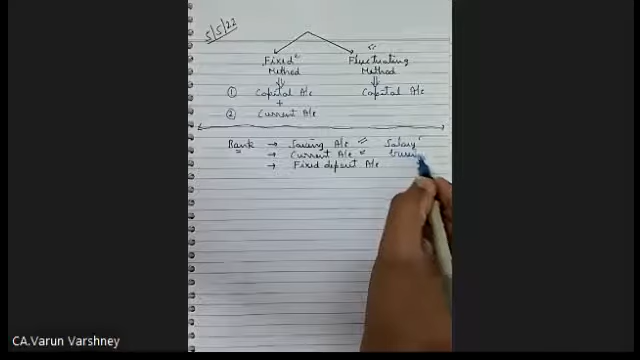 5/5/22
Fixed Fluctuating
Method Method
① Capital A/c Capital A/c
+
② Current A/c
Bank → Saving A/c Salary
→ Current A/c
→ Fixed deposit A/c
CA.Varun Varshney